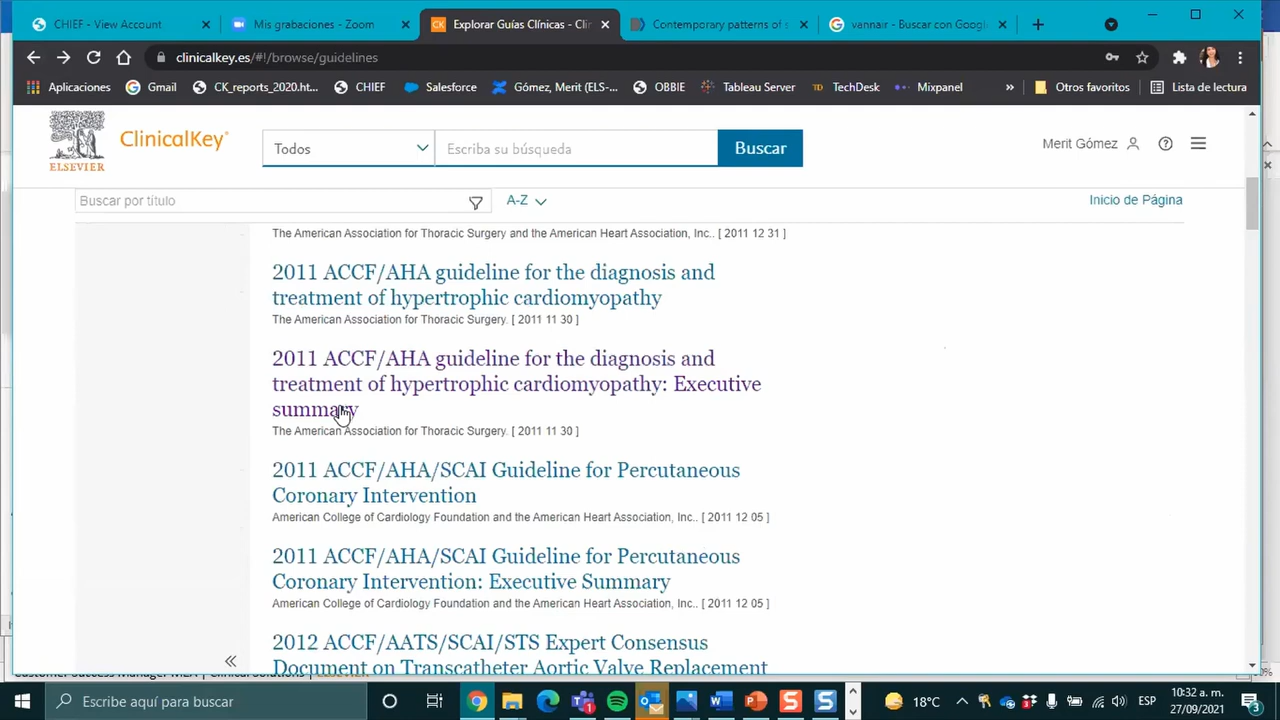 CHIEF - View Account
Mis grabaciones - Zoom
Explorar Guías Clínicas - Clin
Contemporary patterns of s
vannair - Buscar con Google
clinicalkey.es/#!/browse/guidelines
Aplicaciones
Gmail
CK_reports_2020.ht...
CHIEF
Salesforce
Gómez, Merit (ELS-...
OBBIE
Tableau Server
TechDesk
Mixpanel
»
Otros favoritos
Lista de lectura
ELSEVIER
ClinicalKey®
Todos
Escriba su búsqueda
Buscar
Merit Gómez
Buscar por título
A-Z
Inicio de Página
The American Association for Thoracic Surgery and the American Heart Association, Inc.. [ 2011 12 31 ]
2011 ACCF/AHA guideline for the diagnosis and
treatment of hypertrophic cardiomyopathy
The American Association for Thoracic Surgery. [ 2011 11 30 ]
2011 ACCF/AHA guideline for the diagnosis and
treatment of hypertrophic cardiomyopathy: Executive
summary
The American Association for Thoracic Surgery. [ 2011 11 30 ]
2011 ACCF/AHA/SCAI Guideline for Percutaneous
Coronary Intervention
American College of Cardiology Foundation and the American Heart Association, Inc.. [ 2011 12 05 ]
2011 ACCF/AHA/SCAI Guideline for Percutaneous
Coronary Intervention: Executive Summary
American College of Cardiology Foundation and the American Heart Association, Inc.. [ 2011 12 05 ]
2012 ACCF/AATS/SCAI/STS Expert Consensus
Document on Transcatheter Aortic Valve Replacement
Escribe aquí para buscar
18°C
ESP
10:32 a. m.
27/09/2021